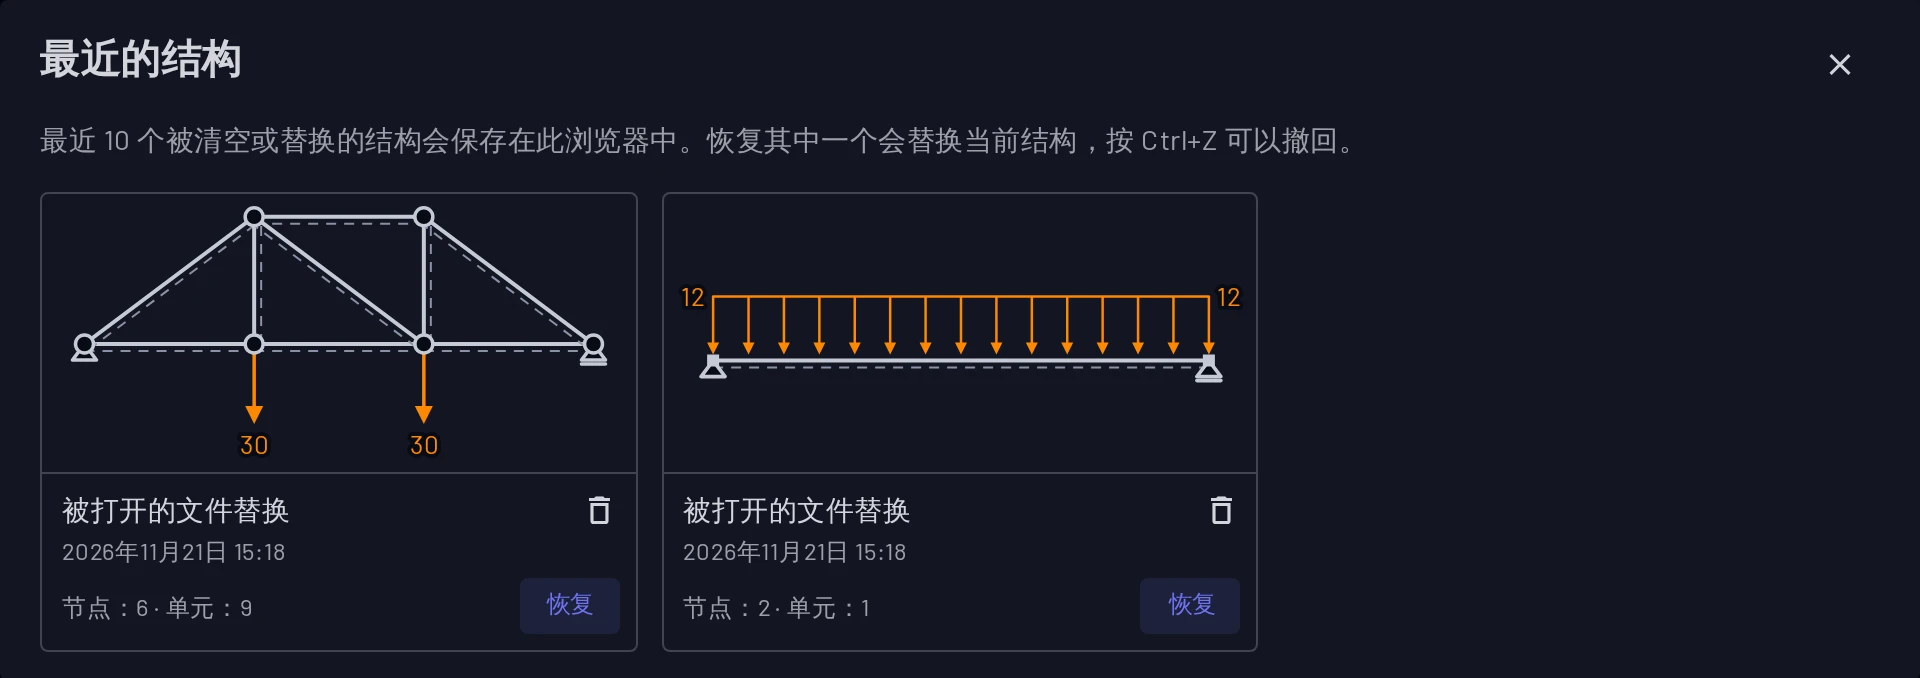 最近的结构
最近 10 个被清空或替换的结构会保存在此浏览器中。恢复其中一个会替换当前结构，按 Ctrl+Z 可以撤回。
30
30
被打开的文件替换
2026年11月21日 15:18
节点：6 · 单元：9
恢复
12
12
被打开的文件替换
2026年11月21日 15:18
节点：2 · 单元：1
恢复